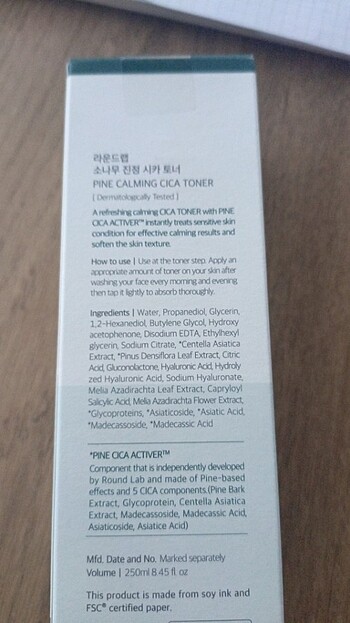 라운드랩
소나무 진정 시카 토너
PINE CALMING CICA TONER
[ Dermatologically Tested ]
A refreshing calming CICA TONER with PINE
CICA ACTIVER™ instantly treats sensitive skin
condition for effective calming results and
soften the skin texture.
How to use | Use at the toner step. Apply an
appropriate amount of toner on your skin after
washing your face every morning and evening
then tap it lightly to absorb thoroughly.
Ingredients | Water, Propanediol, Glycerin,
1,2-Hexanediol, Butylene Glycol, Hydroxy
acetophenone, Disodium EDTA, Ethylhexyl
glycerin, Sodium Citrate, *Centella Asiatica
Extract, *Pinus Densiflora Leaf Extract, Citric
Acid, Gluconolactone, Hyaluronic Acid, Hydroly
zed Hyaluronic Acid, Sodium Hyaluronate,
Melia Azadirachta Leaf Extract, Capryloyl
Salicylic Acid, Melia Azadirachta Flower Extract,
*Glycoproteins, *Asiaticoside, *Asiatic Acid,
*Madecassoside, *Madecassic Acid
*PINE CICA ACTIVER™
Component that is independently developed
by Round Lab and made of Pine-based
effects and 5 CICA components.(Pine Bark
Extract, Glycoprotein, Centella Asiatica
Extract, Madecassoside, Madecassic Acid,
Asiaticoside, Asiatice Acid)
Mfd. Date and No. Marked separately
Volume | 250ml 8.45 fl. oz
This product is made from soy ink and
FSC® certified paper.